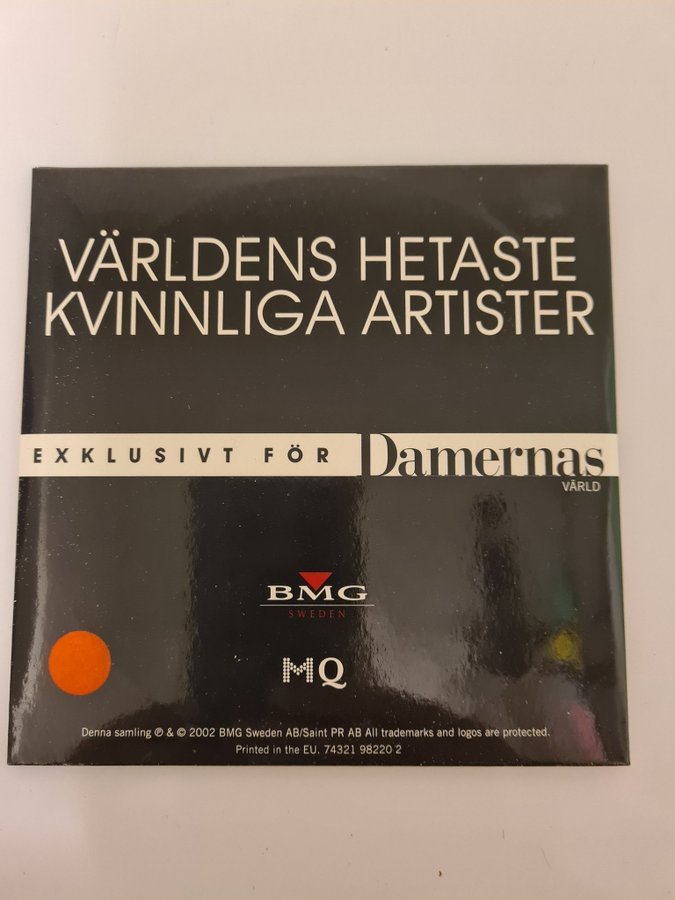 VÄRLDENS HETASTE
KVINNLIGA ARTISTER
EXKLUSIVT FÖR Damernas
VÄRLD
BMG
SWEDEN
MQ
Denna samling ℗ & © 2002 BMG Sweden AB/Saint PR AB All trademarks and logos are protected.
Printed in the EU. 74321 98220 2